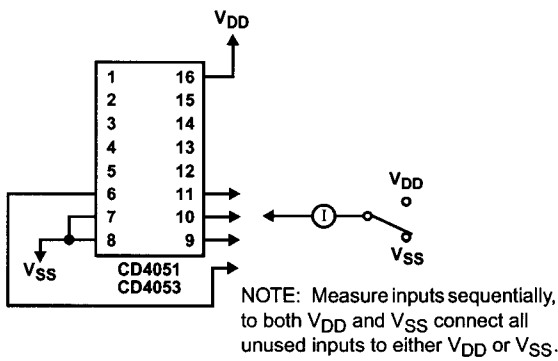 VDD
1 16
2 15
3 14
4 13
5 12
6 11
7 10
8 9
VSS
CD4051
CD4053
I
VDD
VSS
NOTE: Measure inputs sequentially,
to both VDD and VSS connect all
unused inputs to either VDD or VSS.